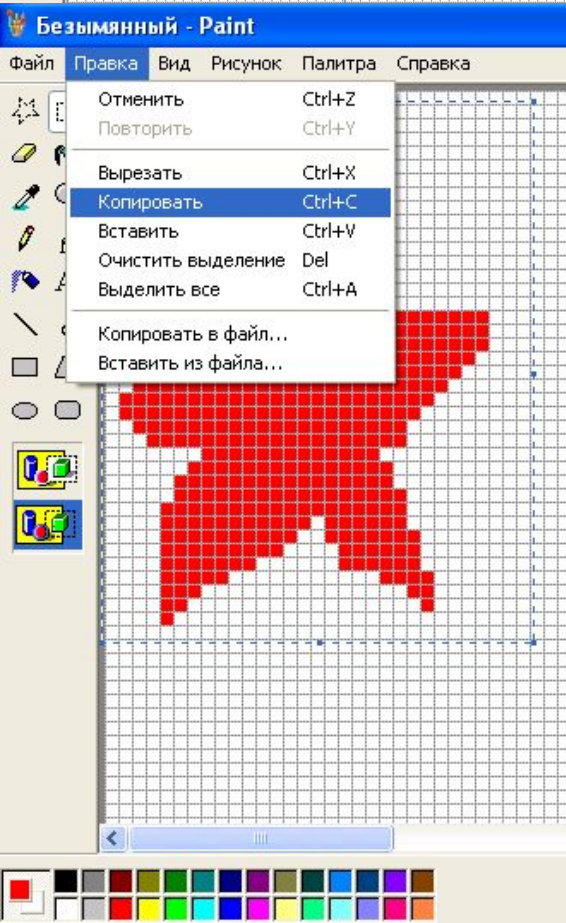 Безымянный - Paint
Файл Правка Вид Рисунок Палитра Справка
Отменить Ctrl+Z
Повторить Ctrl+Y
Вырезать Ctrl+X
Копировать Ctrl+C
Вставить Ctrl+V
Очистить выделение Del
Выделить все Ctrl+A
Копировать в файл...
Вставить из файла...